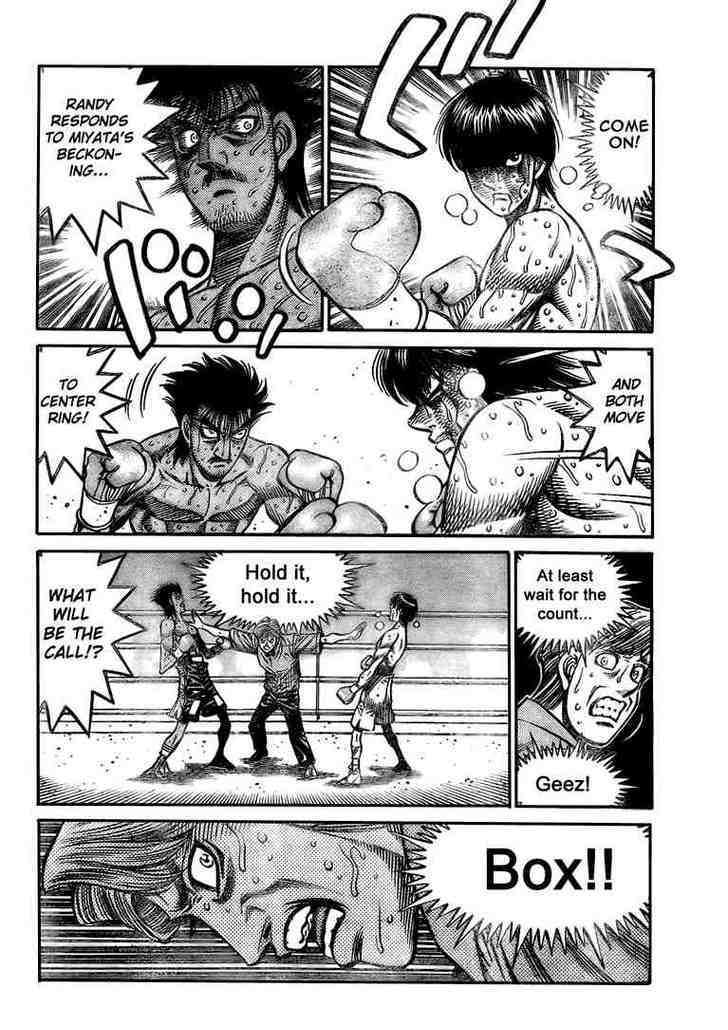 COME
ON!
RANDY
RESPONDS
TO MIYATA'S
BECKON-
ING...
AND
BOTH
MOVE
TO
CENTER
RING!
At least
wait for the
count...
Geez!
Hold it,
hold it...
WHAT
WILL
BE THE
CALL!?
Box!!